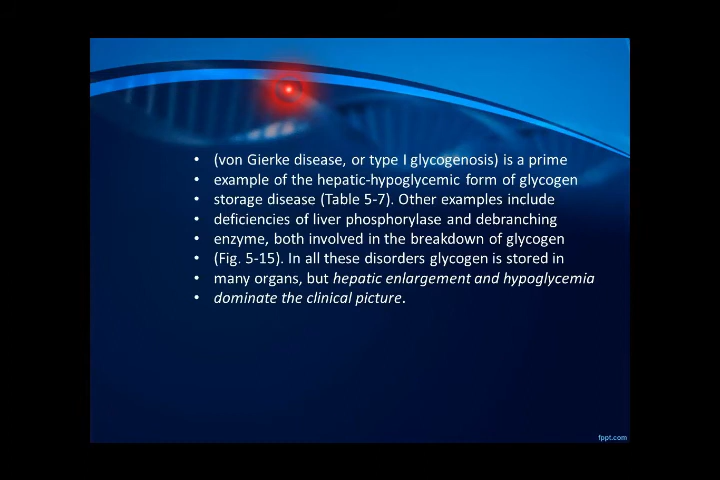 • (von Gierke disease, or type I glycogenosis) is a prime
• example of the hepatic-hypoglycemic form of glycogen
• storage disease (Table 5-7). Other examples include
• deficiencies of liver phosphorylase and debranching
• enzyme, both involved in the breakdown of glycogen
• (Fig. 5-15). In all these disorders glycogen is stored in
• many organs, but hepatic enlargement and hypoglycemia
• dominate the clinical picture.
fppt.com